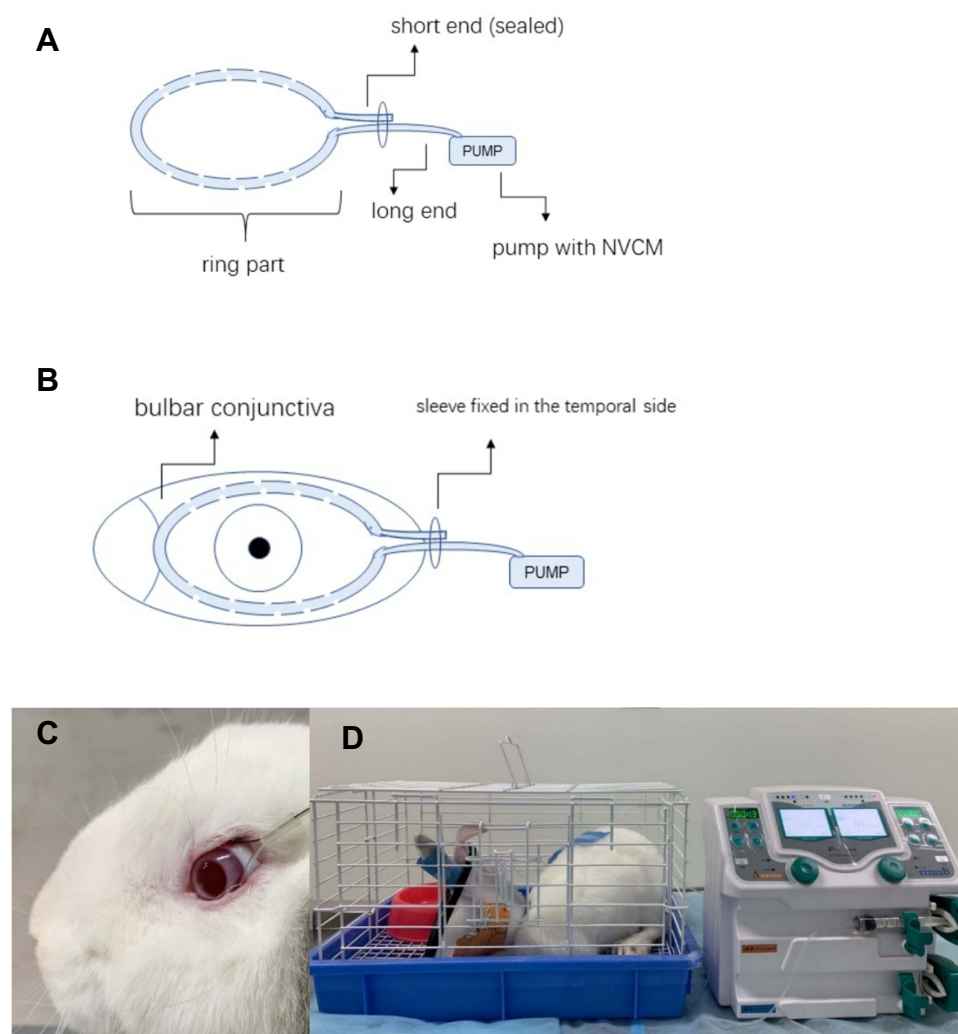 A
short end (sealed)
PUMP
long end
pump with NVCM
ring part
B
bulbar conjunctiva
sleeve fixed in the temporal side
PUMP
C
D